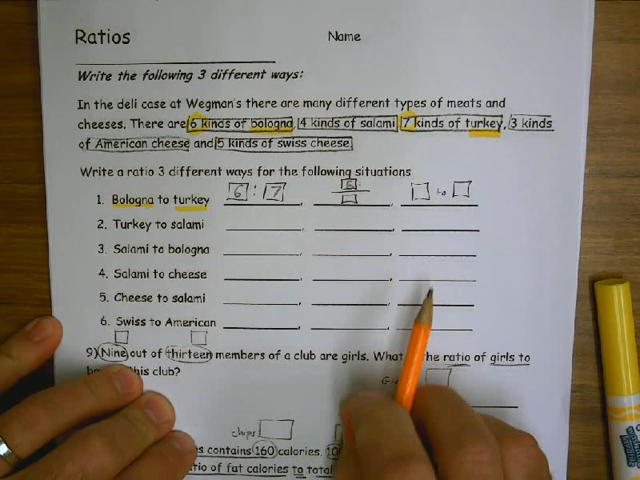 Ratios Name
Write the following 3 different ways:
In the deli case at Wegman's there are many different types of meats and
cheeses. There are 6 kinds of bologna 4 kinds of salami 7 kinds of turkey, 3 kinds
of American cheese and 5 kinds of swiss cheese.
Write a ratio 3 different ways for the following situations
1. Bologna to turkey 6 : 7, 6, to
2. Turkey to salami
3. Salami to bologna
4. Salami to cheese
5. Cheese to salami
6. Swiss to American
9) Nine out of thirteen members of a club are girls. What the ratio of girls to
this club?
chips
contains 160 calories. 10
of fat calories to total